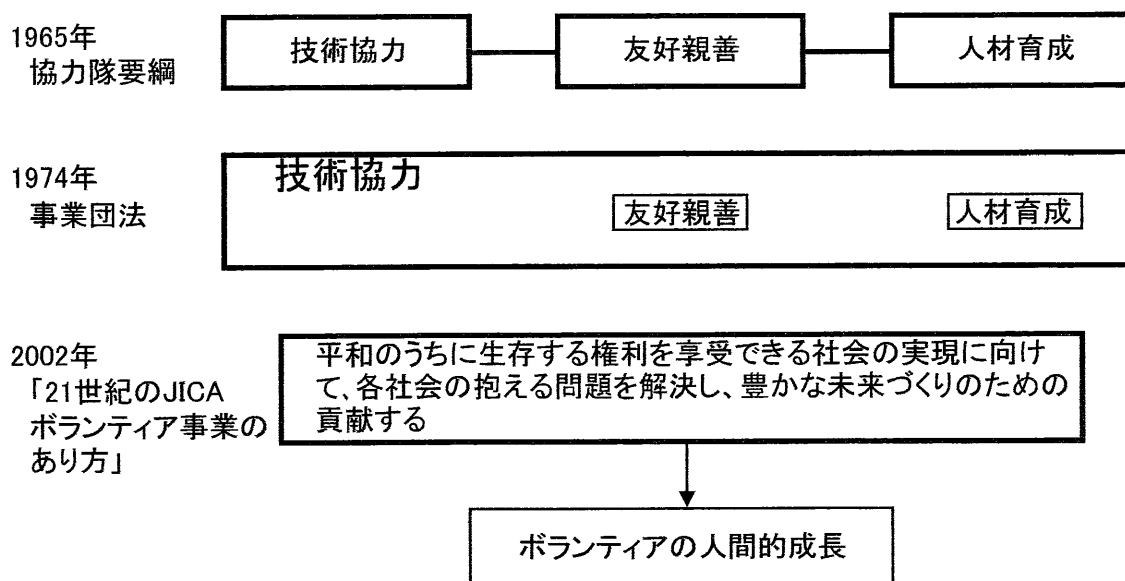 1965年
協力隊要綱
技術協力
友好親善
人材育成
1974年
事業団法
技術協力
友好親善
人材育成
2002年
「21世紀のJICA
ボランティア事業の
あり方」
平和のうちに生存する権利を享受できる社会の実現に向け
て、各社会の抱える問題を解決し、豊かな未来づくりのための
貢献する
ボランティアの人間的成長